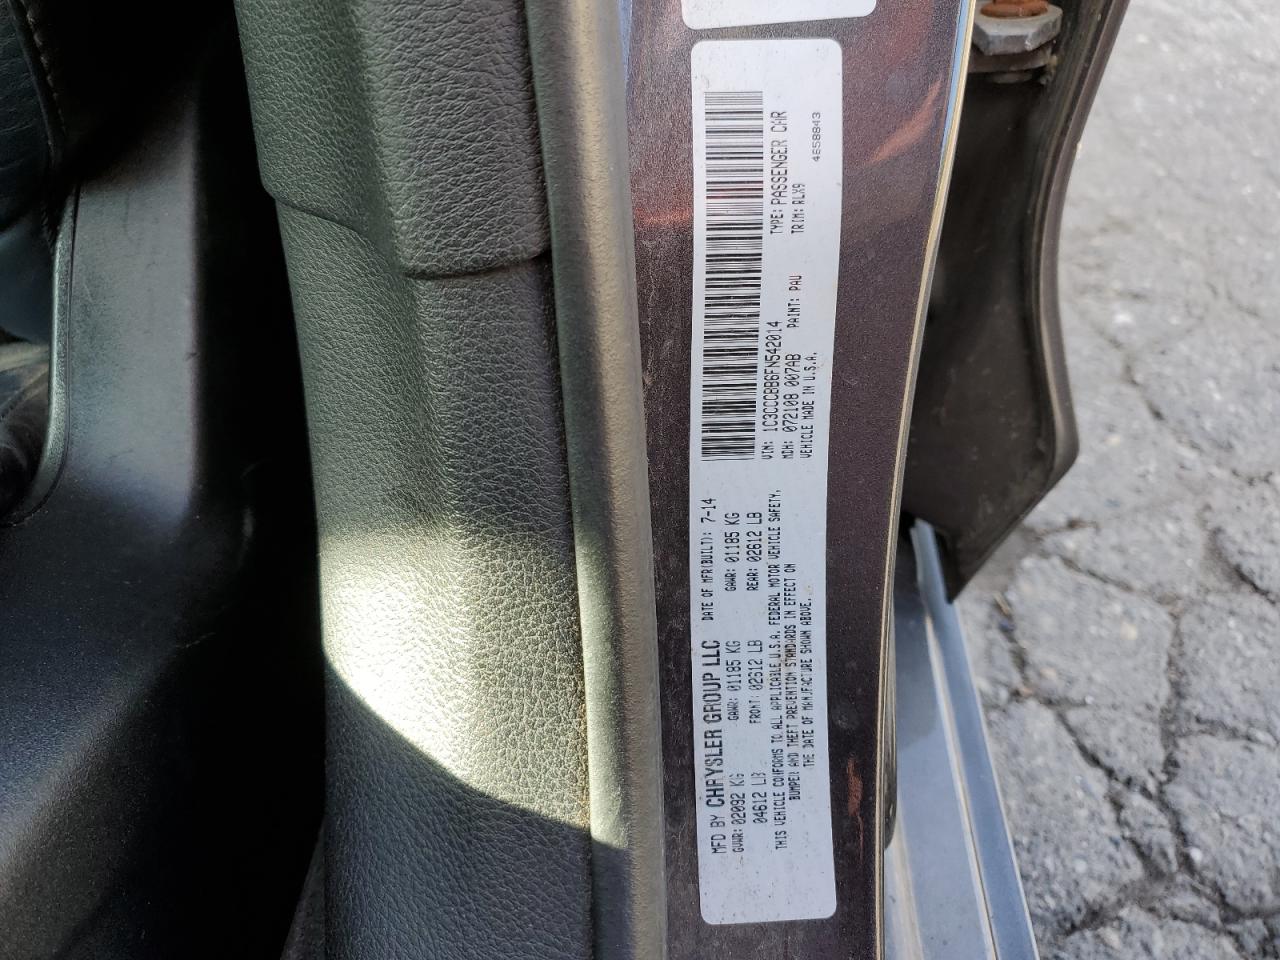 MFD BY CHRYSLER GROUP LLC DATE OF MFR(BUILT): 7-14
GVWR: 02092 KG GAWR: 01185 KG GAWR: 01185 KG
04612 LB FRONT: 02612 LB REAR: 02612 LB
THIS VEHICLE CONFORMS TO ALL APPLICABLE U.S.A. FEDERAL MOTOR VEHICLE SAFETY,
BUMPER AND THEFT PREVENTION STANDARDS IN EFFECT ON
THE DATE OF MANUFACTURE SHOWN ABOVE.
VIN: 1C3CCCBB6FN542014 TYPE: PASSENGER CAR
MDH: 072108 007AB PAINT: PAU TRIM: RLX9
VEHICLE MADE IN U.S.A. 4658843